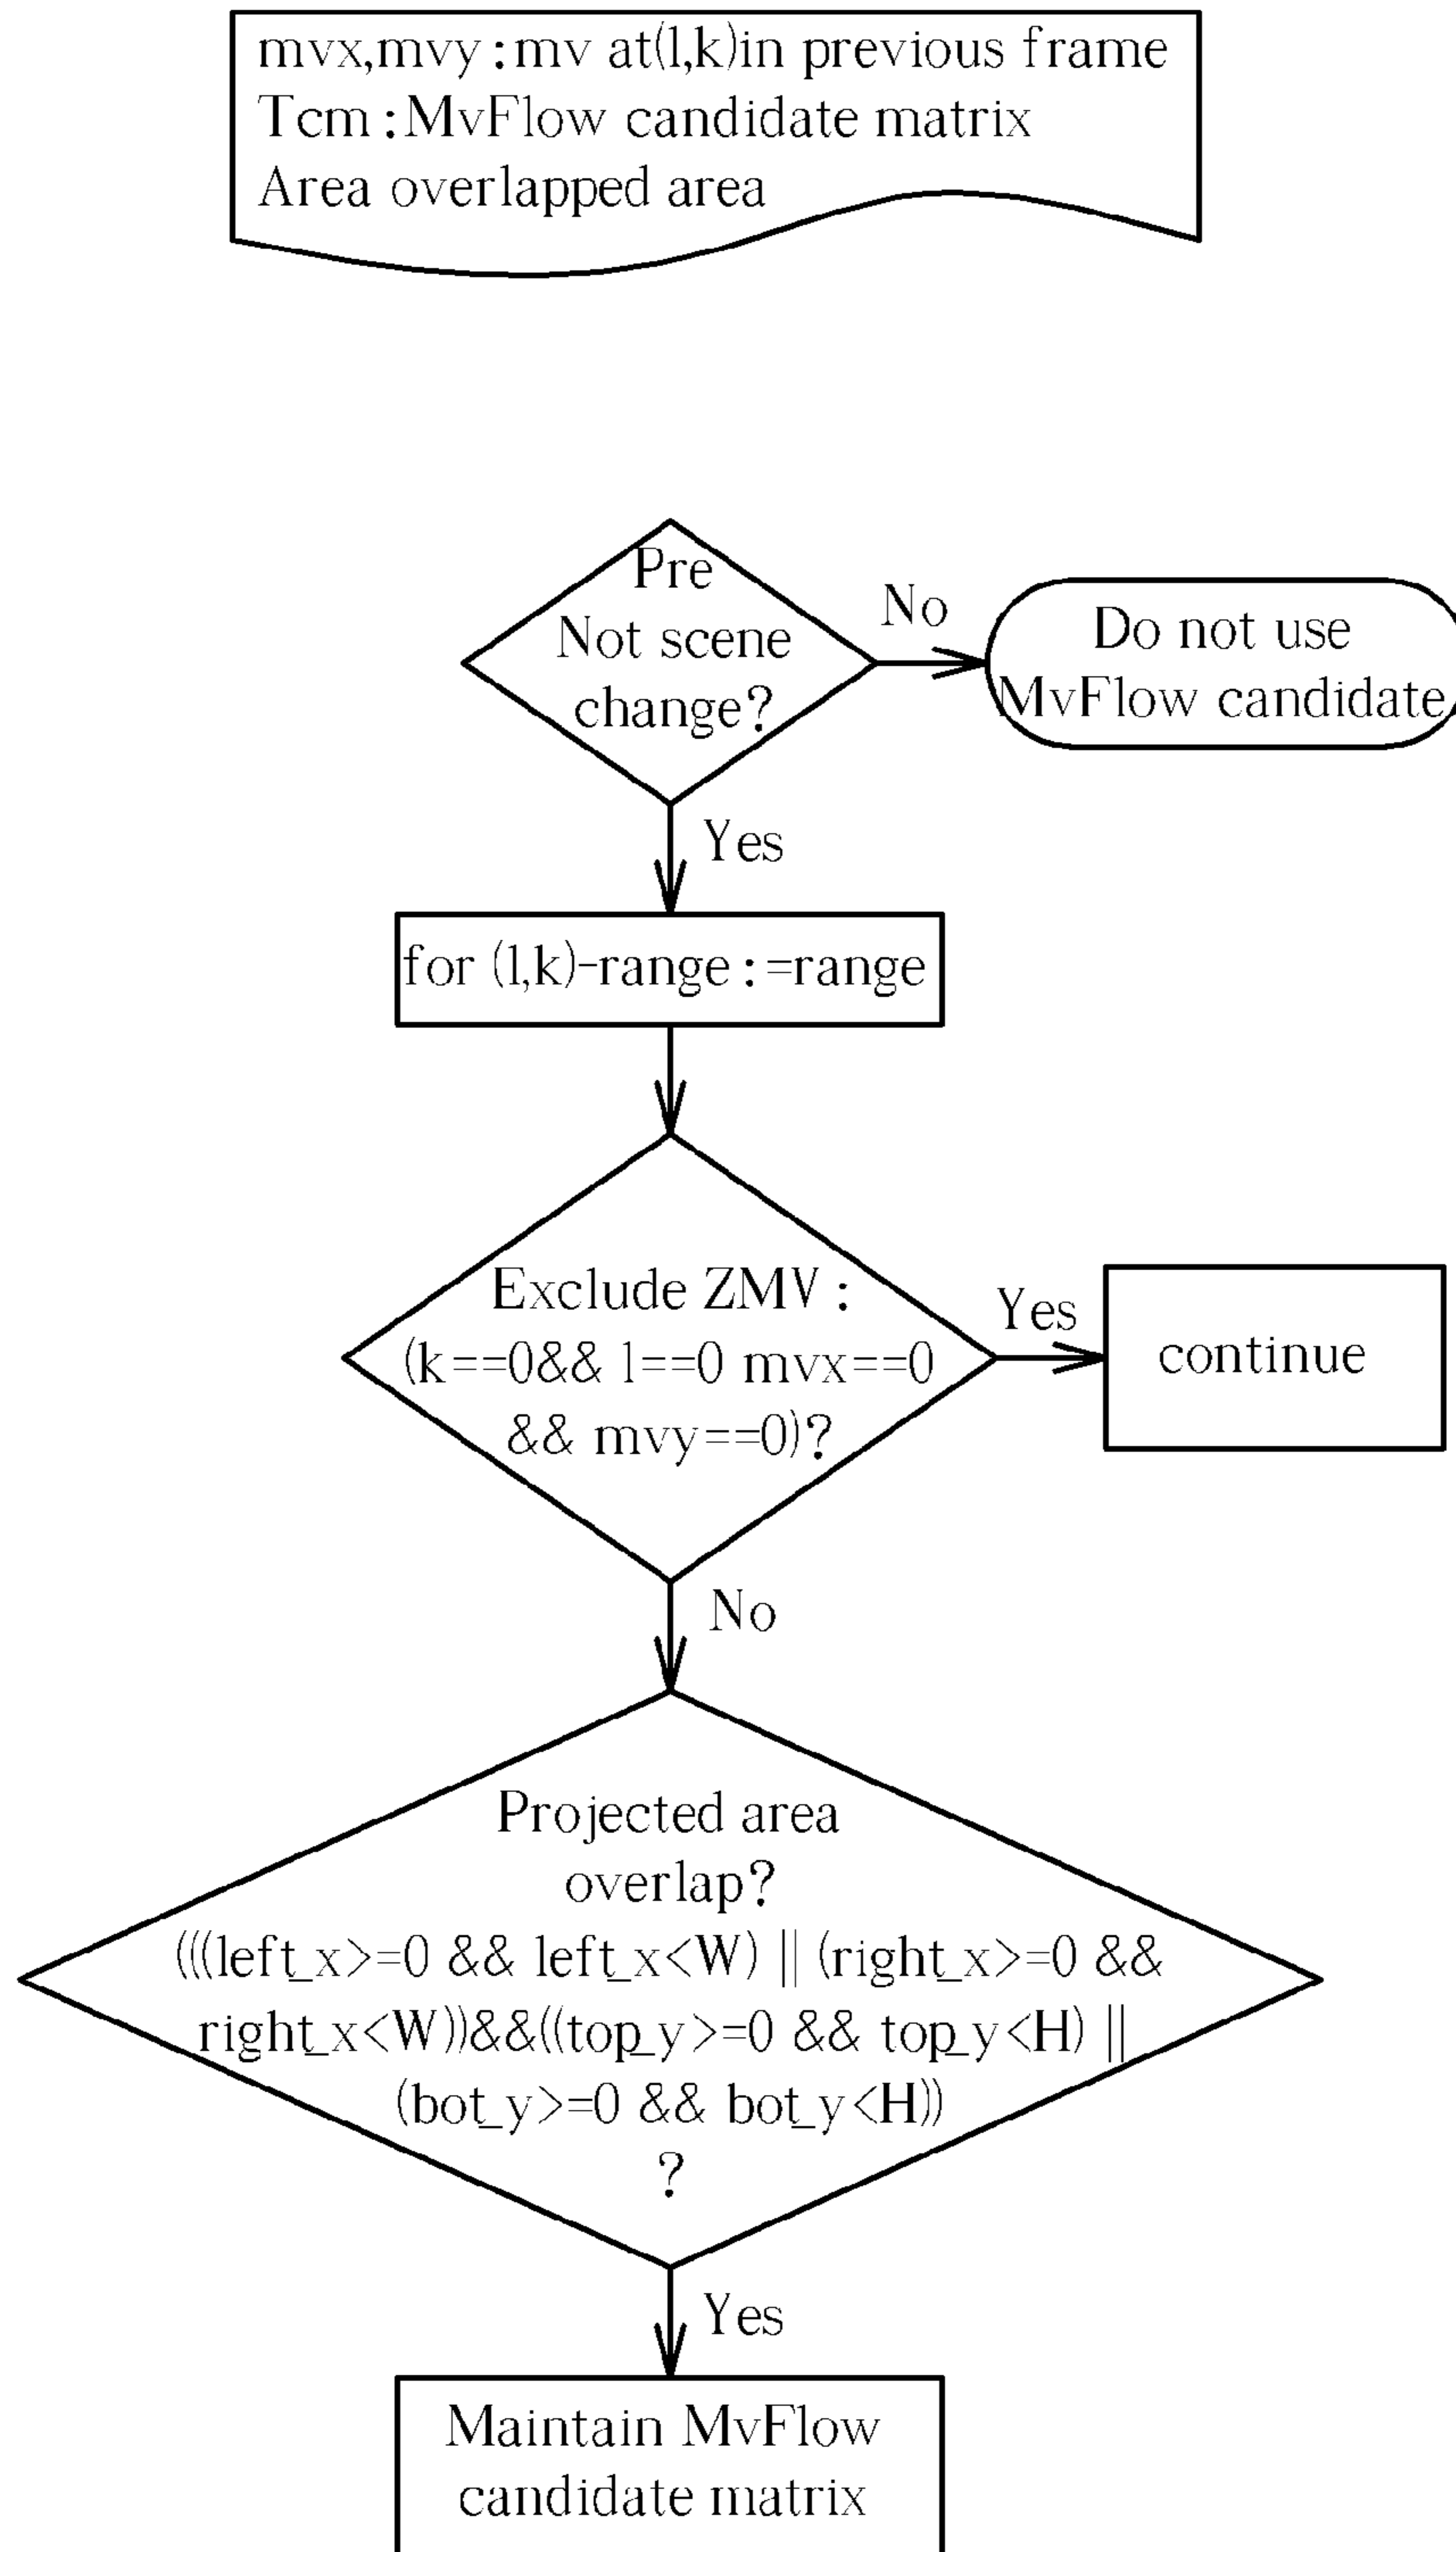 mvx,mvy:mv at(l,k)in previous frame
Tcm:MvFlow candidate matrix
Area overlapped area
Pre
Not scene
change?
No
Do not use
MvFlow candidate
Yes
for (l,k)-range:=range
Exclude ZMV:
(k==0&& l==0 mvx==0
&& mvy==0)?
Yes
continue
No
Projected area
overlap?
(((left_x>=0 && left_x<W) || (right_x>=0 &&
right_x<W))&&((top_y>=0 && top_y<H) ||
(bot_y>=0 && bot_y<H))
?
Yes
Maintain MvFlow
candidate matrix